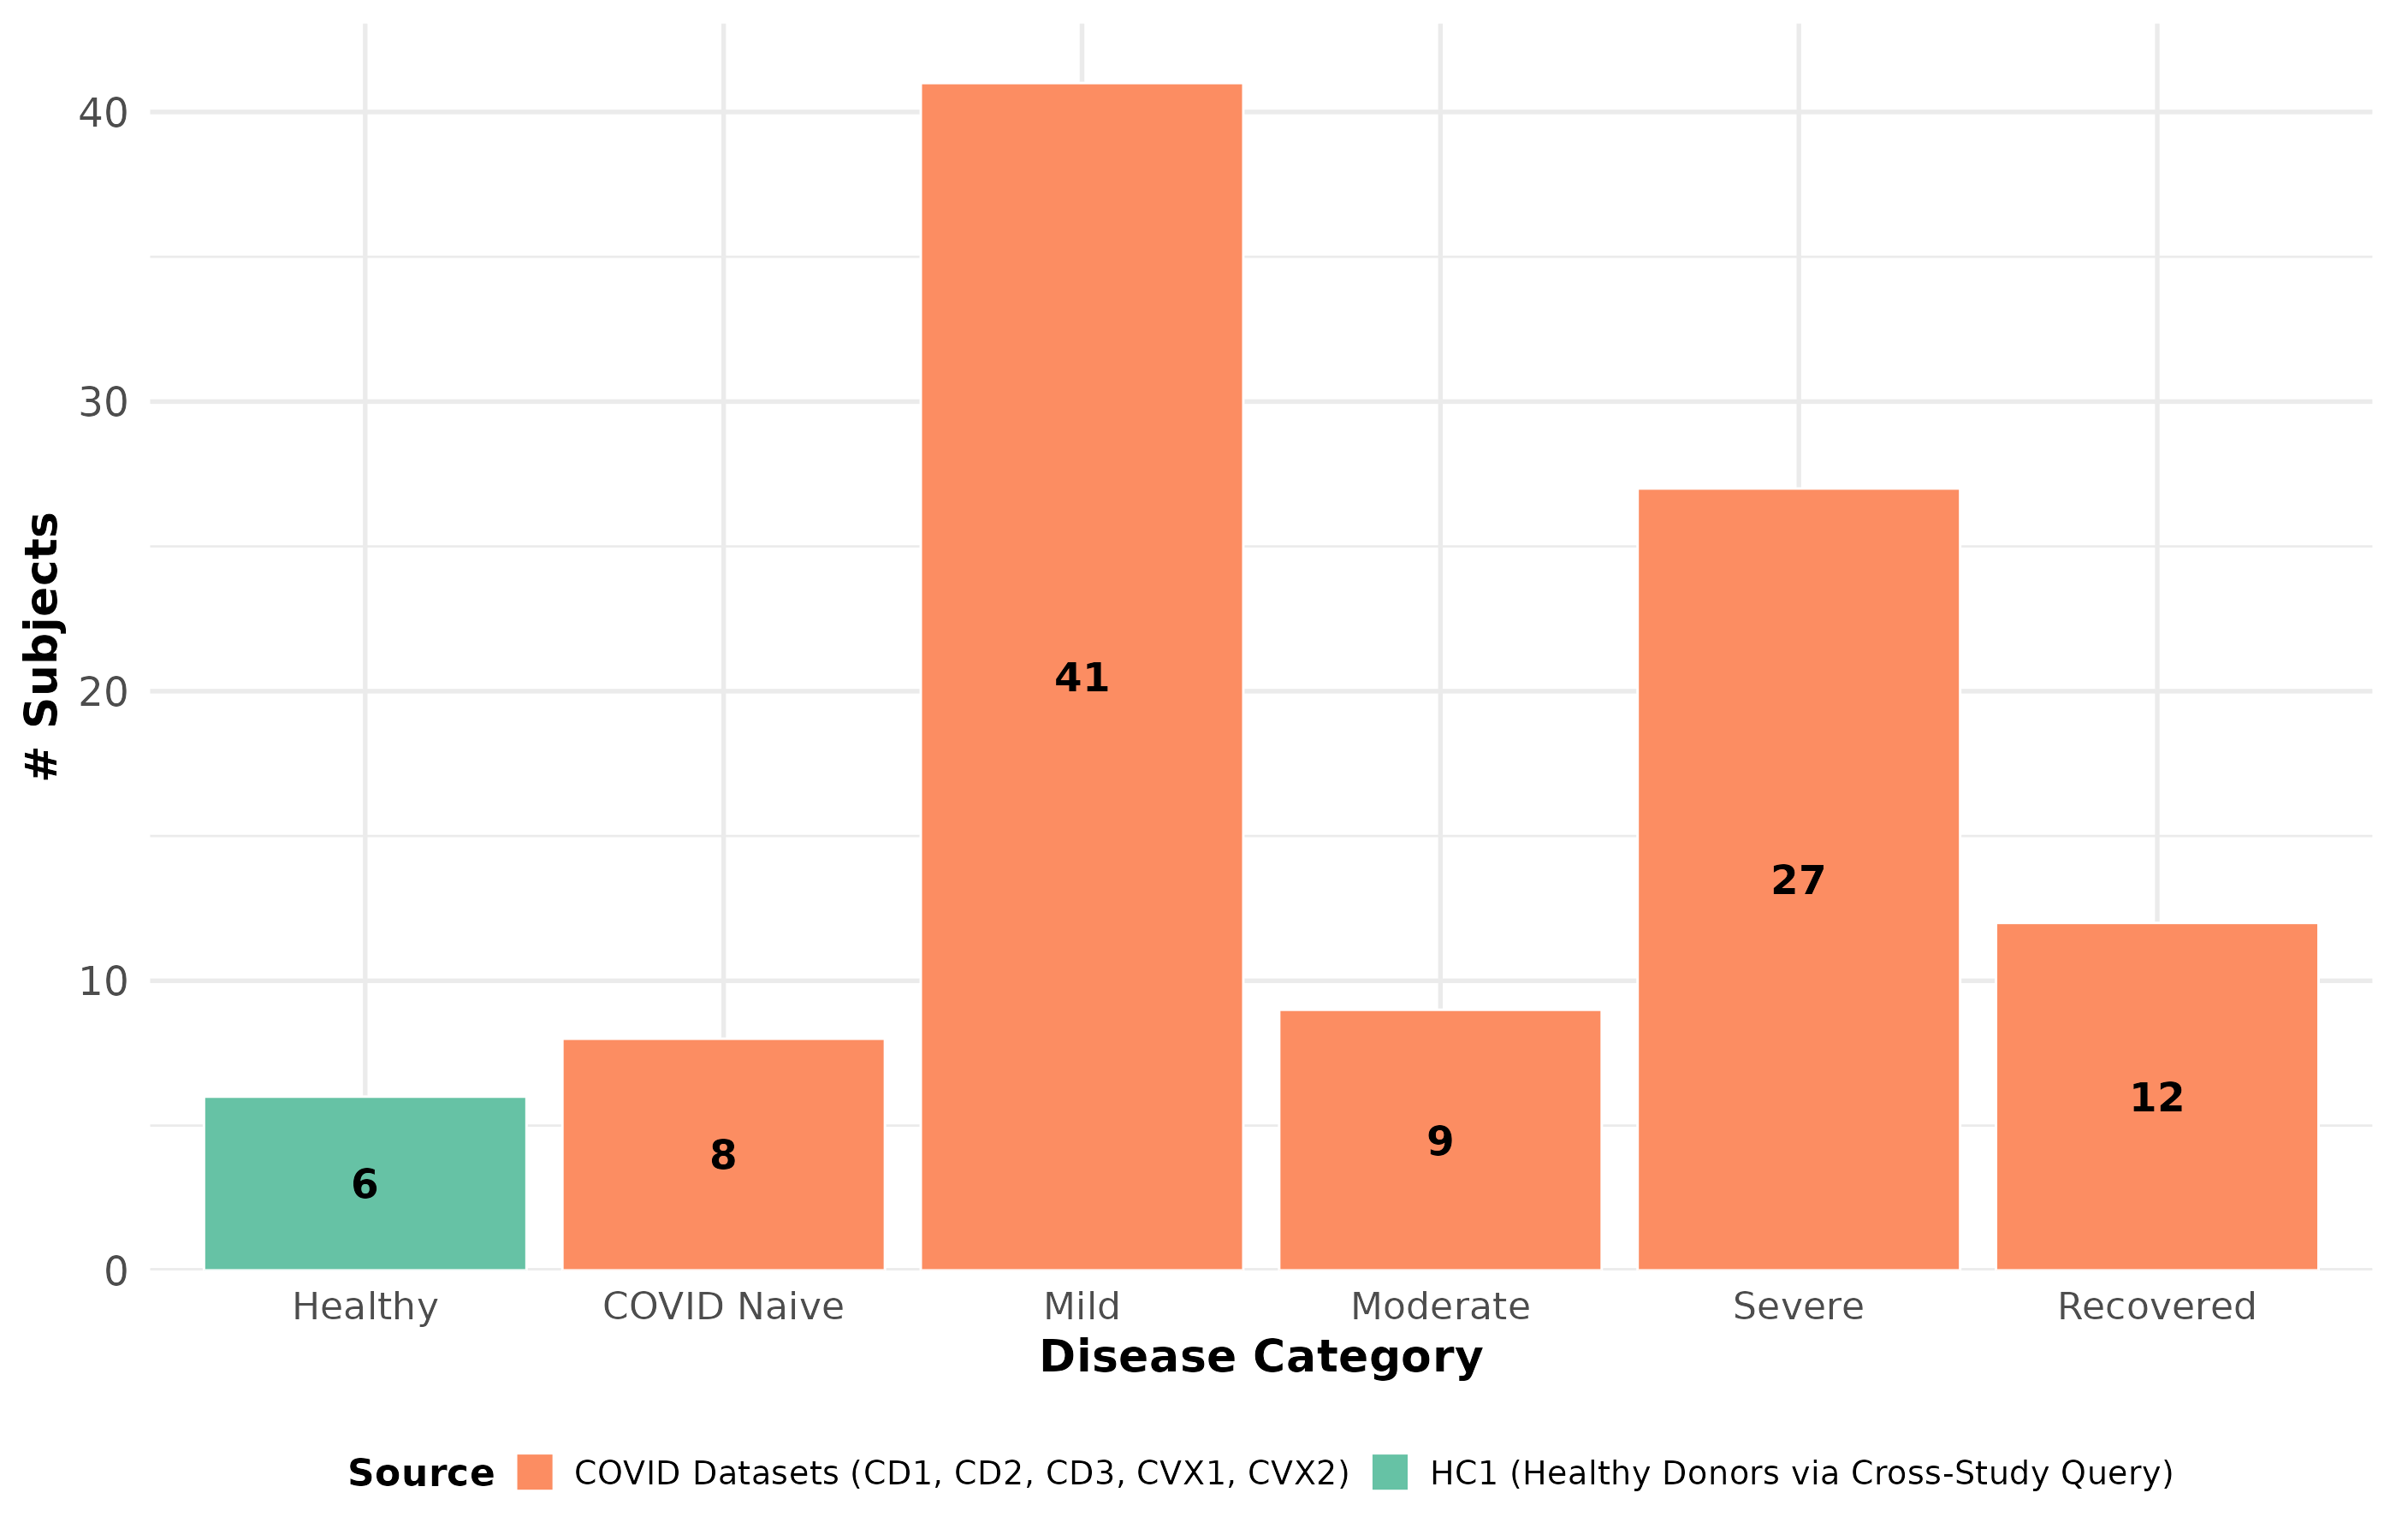 # Subjects
40
30
20
10
0
41
27
12
9
8
6
Healthy COVID Naive Mild Moderate Severe Recovered
Disease Category
Source COVID Datasets (CD1, CD2, CD3, CVX1, CVX2) HC1 (Healthy Donors via Cross-Study Query)